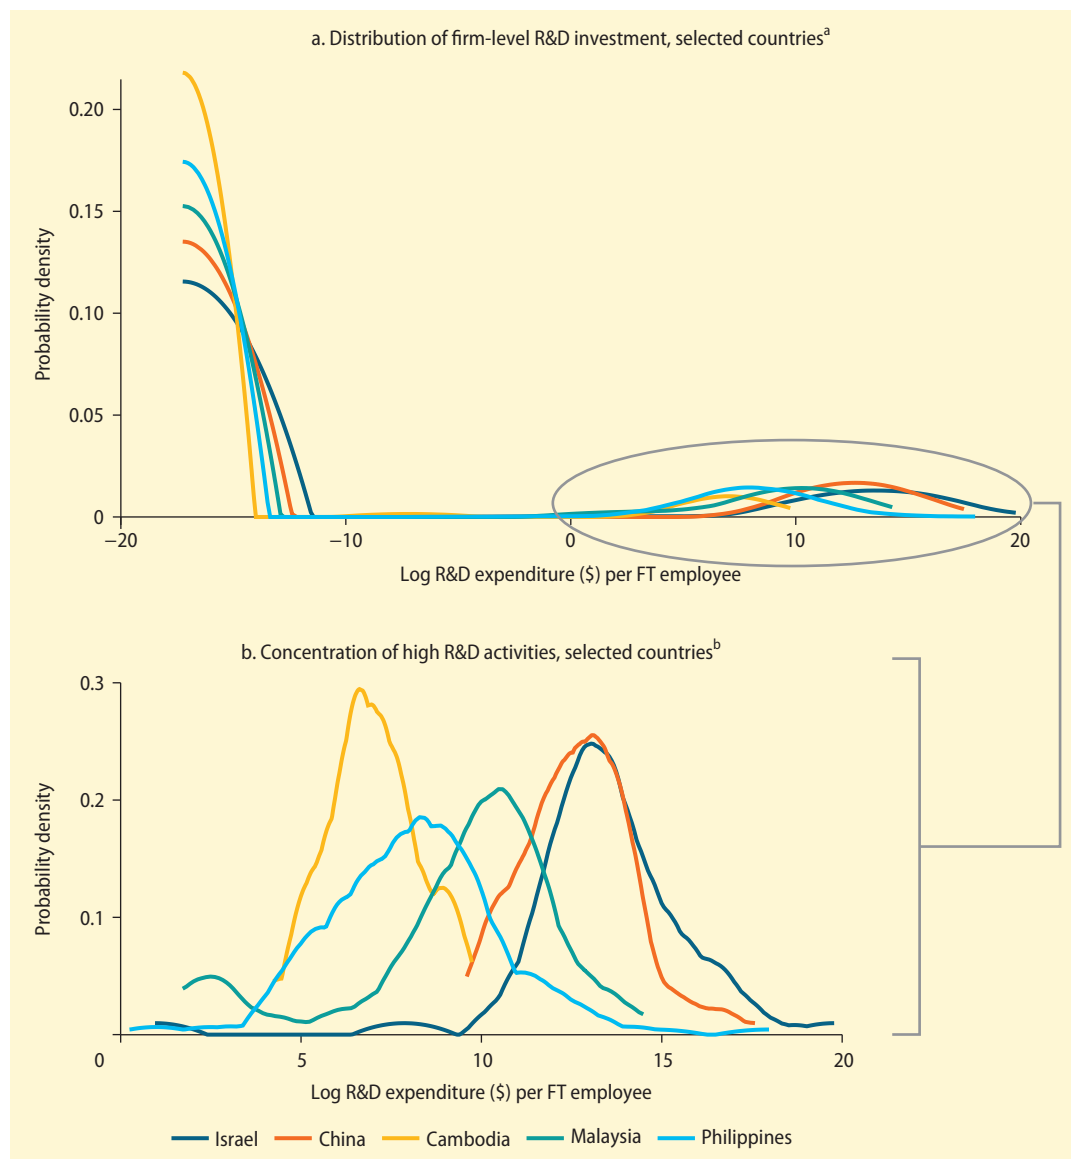 a. Distribution of firm-level R&D investment, selected countriesa
0.20
0.15
0.10
0.05
0
Probability density
−20
−10
0
10
20
Log R&D expenditure ($) per FT employee
b. Concentration of high R&D activities, selected countriesb
0.3
0.2
0.1
Probability density
0
5
10
15
20
Log R&D expenditure ($) per FT employee
Israel China Cambodia Malaysia Philippines